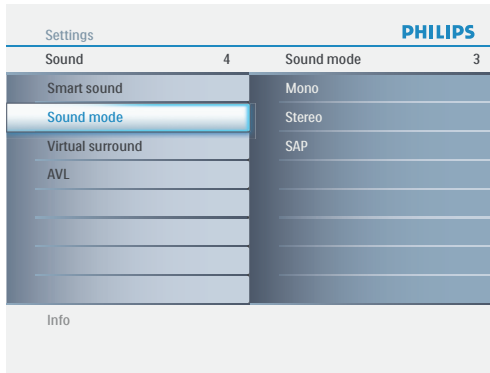 Settings PHILIPS
Sound 4 Sound mode 3
Smart sound Mono
Sound mode Stereo
Virtual surround SAP
AVL
Info